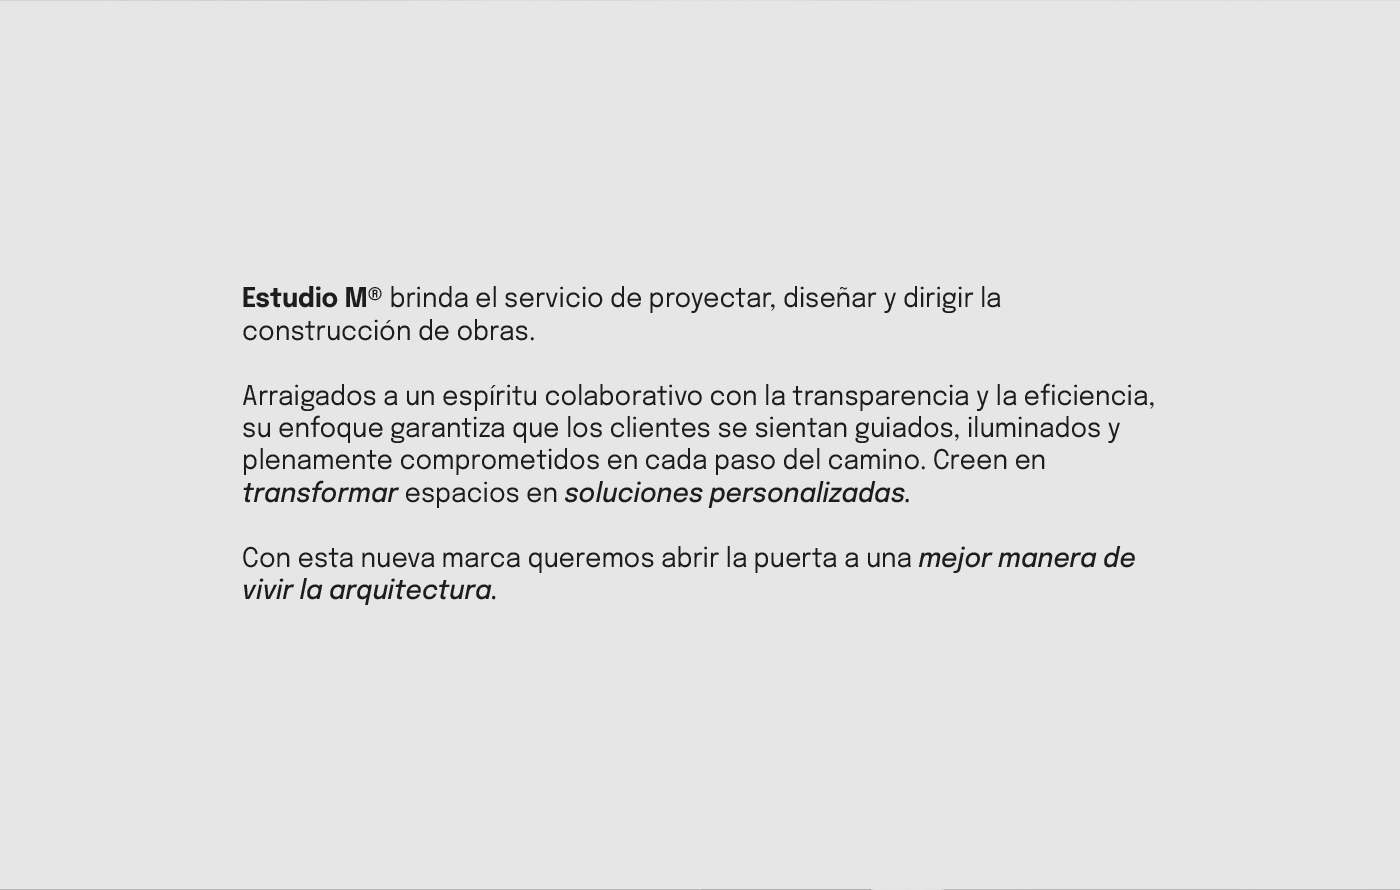 Estudio M® brinda el servicio de proyectar, diseñar y dirigir la
construcción de obras.
Arraigados a un espíritu colaborativo con la transparencia y la eficiencia,
su enfoque garantiza que los clientes se sientan guiados, iluminados y
plenamente comprometidos en cada paso del camino. Creen en
transformar espacios en soluciones personalizadas.
Con esta nueva marca queremos abrir la puerta a una mejor manera de
vivir la arquitectura.